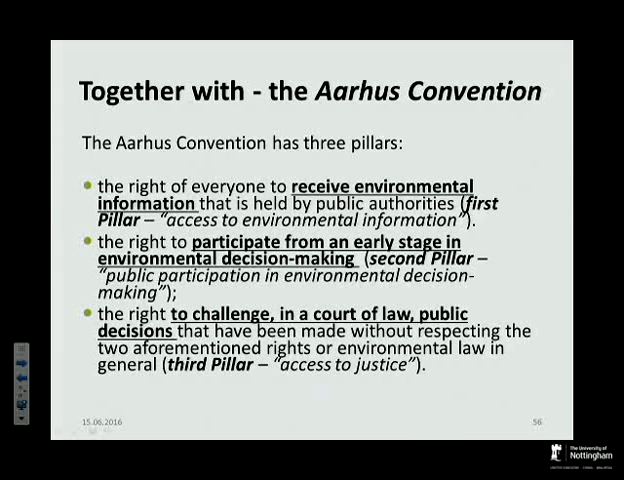 Together with - the Aarhus Convention
The Aarhus Convention has three pillars:
the right of everyone to receive environmental
information that is held by public authorities (first
Pillar – “access to environmental information”).
the right to participate from an early stage in
environmental decision-making (second Pillar –
“public participation in environmental decision-
making”);
the right to challenge, in a court of law, public
decisions that have been made without respecting the
two aforementioned rights or environmental law in
general (third Pillar – “access to justice”).
15.06.2016
56
The University of
Nottingham
UNITED KINGDOM · CHINA · MALAYSIA